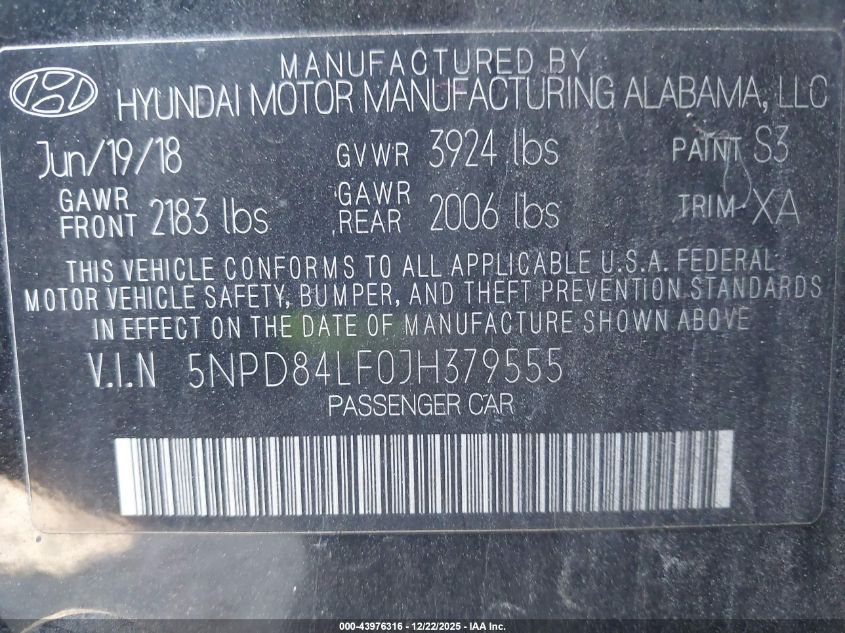 MANUFACTURED BY
HYUNDAI MOTOR MANUFACTURING ALABAMA, LLC
Jun/19/18 GVWR 3924 lbs PAINT S3
GAWR FRONT 2183 lbs GAWR REAR 2006 lbs TRIM XA
THIS VEHICLE CONFORMS TO ALL APPLICABLE U.S.A. FEDERAL
MOTOR VEHICLE SAFETY, BUMPER, AND THEFT PREVENTION STANDARDS
IN EFFECT ON THE DATE OF MANUFACTURE SHOWN ABOVE
V.I.N 5NPD84LF0JH379555
PASSENGER CAR
000-43976316 - 12/22/2025 - IAA Inc.